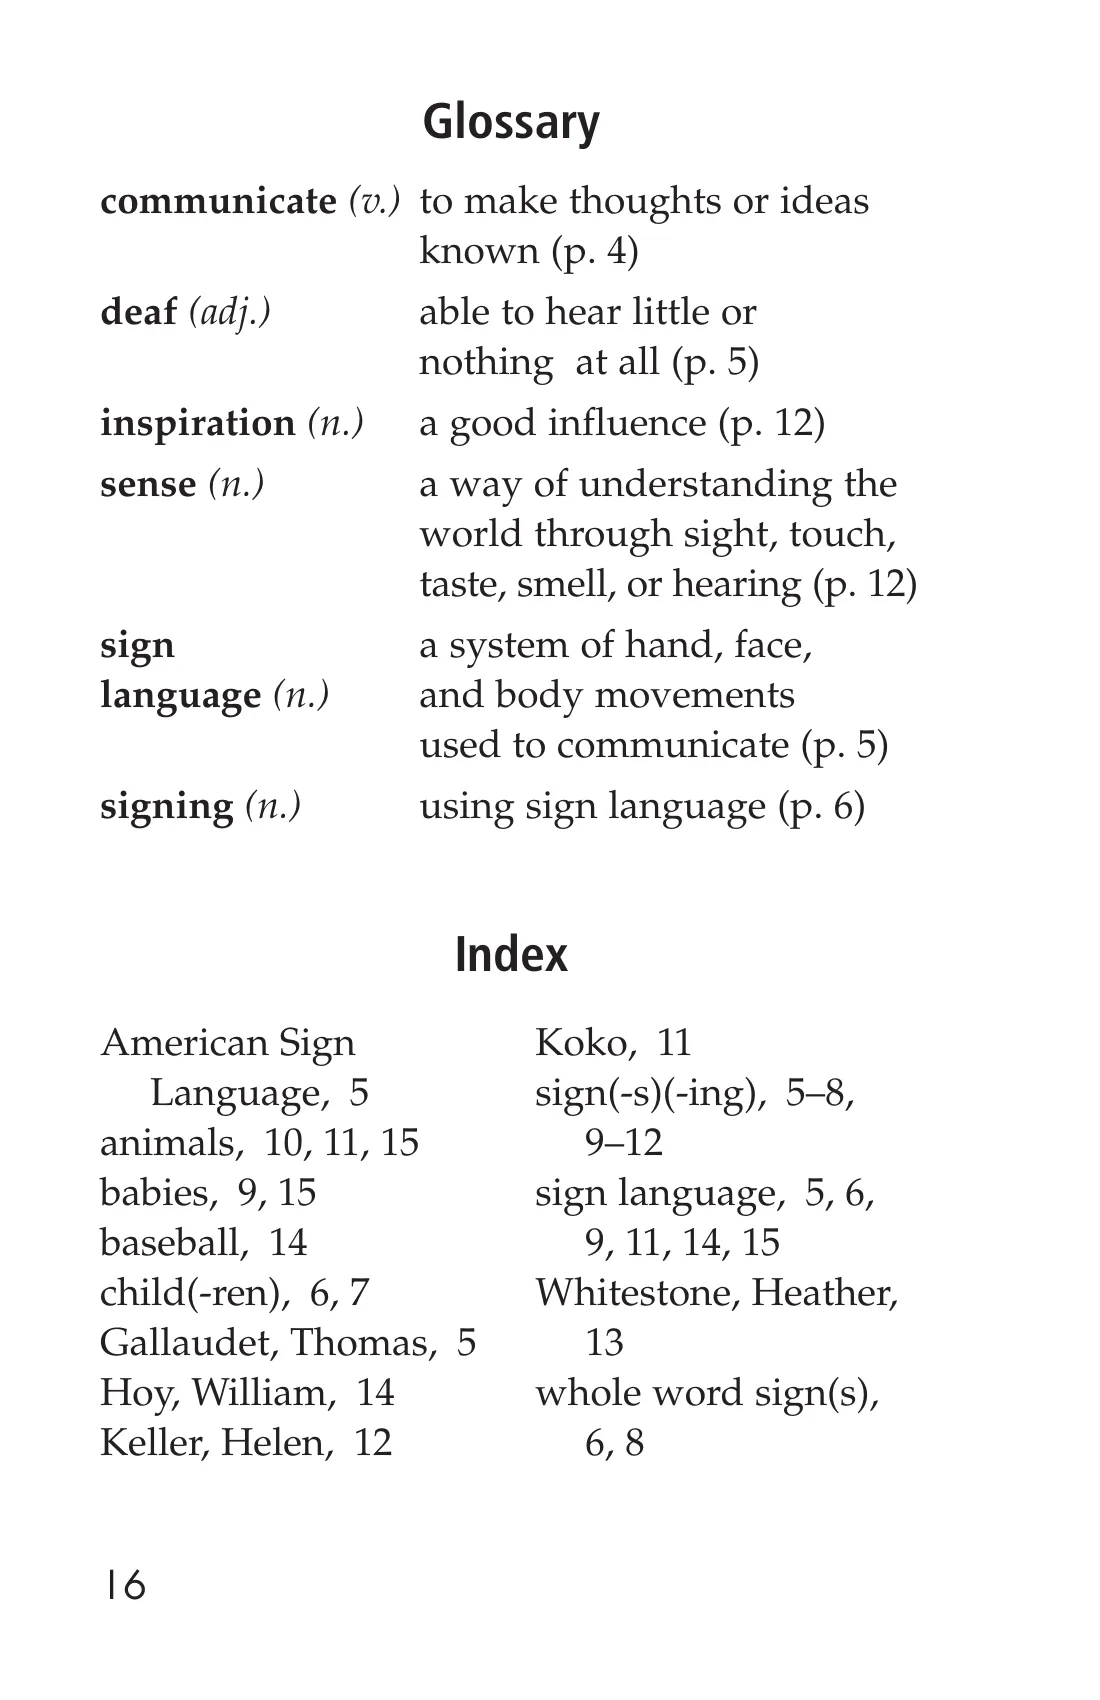 Glossary
communicate (v.) to make thoughts or ideas
known (p. 4)
deaf (adj.) able to hear little or
nothing  at all (p. 5)
inspiration (n.) a good influence (p. 12)
sense (n.) a way of understanding the
world through sight, touch,
taste, smell, or hearing (p. 12)
sign a system of hand, face,
language (n.) and body movements
used to communicate (p. 5)
signing (n.) using sign language (p. 6)
Index
American Sign
Language,  5
animals,  10, 11, 15
babies,  9, 15
baseball,  14
child(-ren),  6, 7
Gallaudet, Thomas,  5
Hoy, William,  14
Keller, Helen,  12
Koko,  11
sign(-s)(-ing),  5–8,
9–12
sign language,  5, 6,
9, 11, 14, 15
Whitestone, Heather,
13
whole word sign(s),
6, 8
16